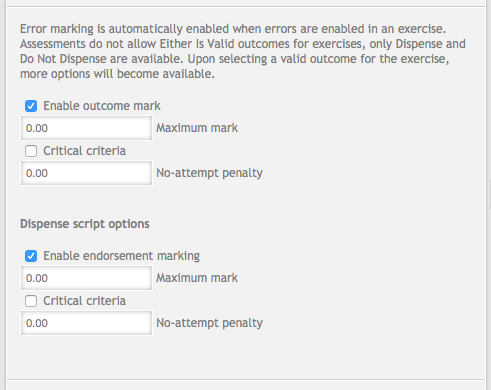 Error marking is automatically enabled when errors are enabled in an exercise.
Assessments do not allow Either Is Valid outcomes for exercises, only Dispense and
Do Not Dispense are available. Upon selecting a valid outcome for the exercise,
more options will become available.
Enable outcome mark
0.00 Maximum mark
Critical criteria
0.00 No-attempt penalty
Dispense script options
Enable endorsement marking
0.00 Maximum mark
Critical criteria
0.00 No-attempt penalty